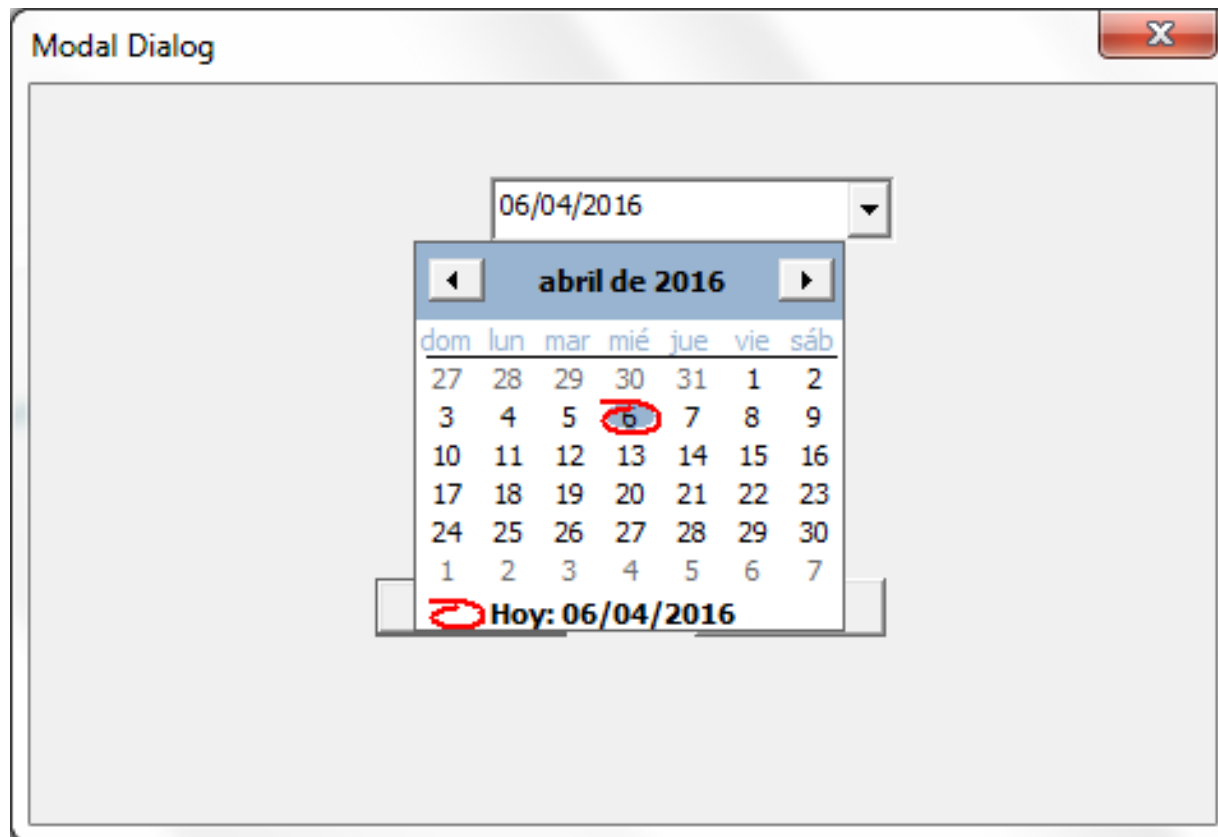 Modal Dialog
06/04/2016
abril de 2016
dom lun mar mié jue vie sáb
27 28 29 30 31 1 2
3 4 5 6 7 8 9
10 11 12 13 14 15 16
17 18 19 20 21 22 23
24 25 26 27 28 29 30
1 2 3 4 5 6 7
Hoy: 06/04/2016